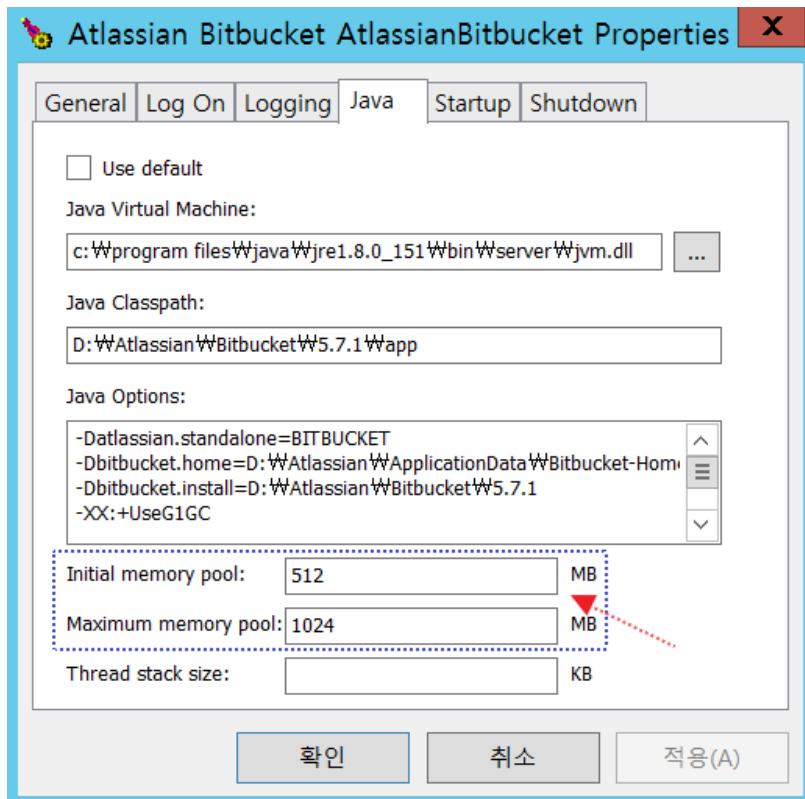 Atlassian Bitbucket AtlassianBitbucket Properties X
General Log On Logging Java Startup Shutdown
Use default
Java Virtual Machine:
c:₩program files₩java₩jre1.8.0_151₩bin₩server₩jvm.dll ...
Java Classpath:
D:₩Atlassian₩Bitbucket₩5.7.1₩app
Java Options:
-Datlassian.standalone=BITBUCKET
-Dbitbucket.home=D:₩Atlassian₩ApplicationData₩Bitbucket-Hom
-Dbitbucket.install=D:₩Atlassian₩Bitbucket₩5.7.1
-XX:+UseG1GC
Initial memory pool: 512 MB
Maximum memory pool: 1024 MB
Thread stack size: KB
확인 취소 적용(A)